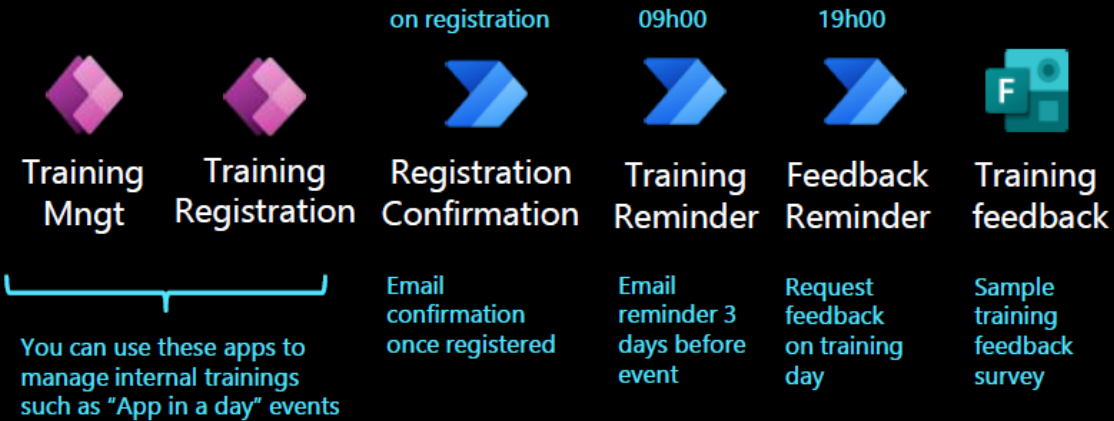 on registration
09h00
19h00
F
Training
Mngt
Training
Registration
Registration
Confirmation
Training
Reminder
Feedback
Reminder
Training
feedback
You can use these apps to
manage internal trainings
such as “App in a day” events
Email
confirmation
once registered
Email
reminder 3
days before
event
Request
feedback
on training
day
Sample
training
feedback
survey